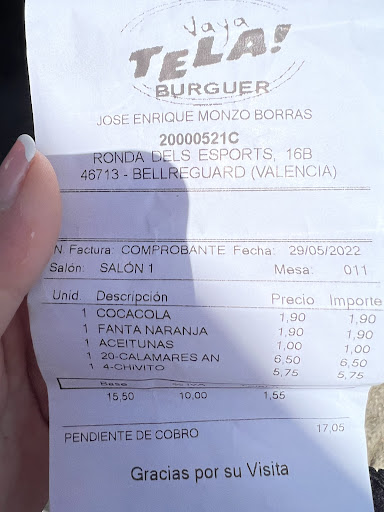 Vaya
TELA!
BURGUER
JOSE ENRIQUE MONZO BORRAS
20000521C
RONDA DELS ESPORTS, 16B
46713 - BELLREGUARD (VALENCIA)
N. Factura: COMPROBANTE Fecha: 29/05/2022
Salón: SALÓN 1 Mesa: 011
Unid. Descripción Precio Importe
1 COCACOLA 1,90 1,90
1 FANTA NARANJA 1,90 1,90
1 ACEITUNAS 1,00 1,00
1 20-CALAMARES AN 6,50 6,50
1 4-CHIVITO 5,75 5,75
Base
15,50 10,00 1,55
PENDIENTE DE COBRO 17,05
Gracias por su Visita